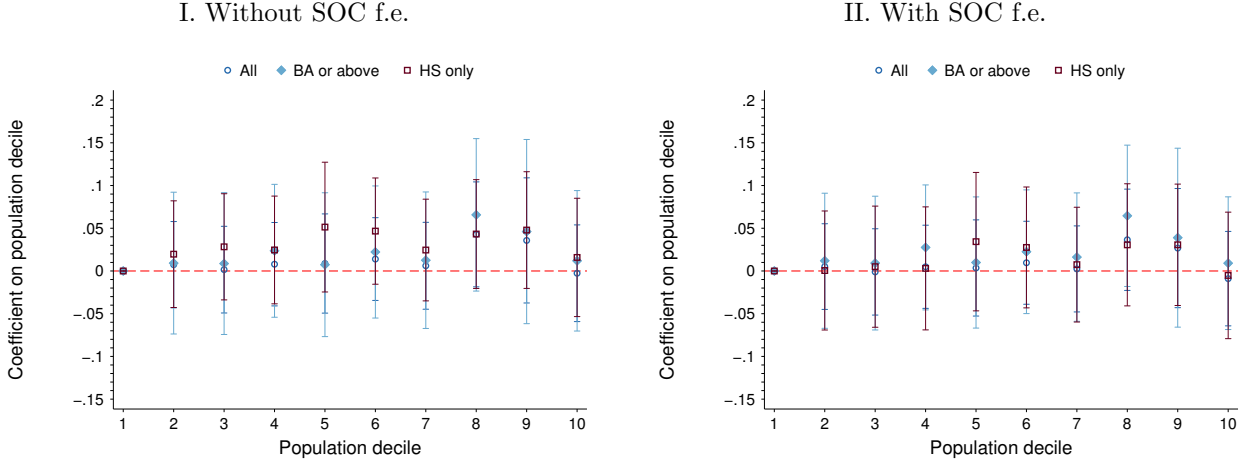 I. Without SOC f.e.
All BA or above HS only
Coefficient on population decile
.2
.15
.1
.05
0
-.05
-.1
-.15
1 2 3 4 5 6 7 8 9 10
Population decile
II. With SOC f.e.
All BA or above HS only
Coefficient on population decile
.2
.15
.1
.05
0
-.05
-.1
-.15
1 2 3 4 5 6 7 8 9 10
Population decile